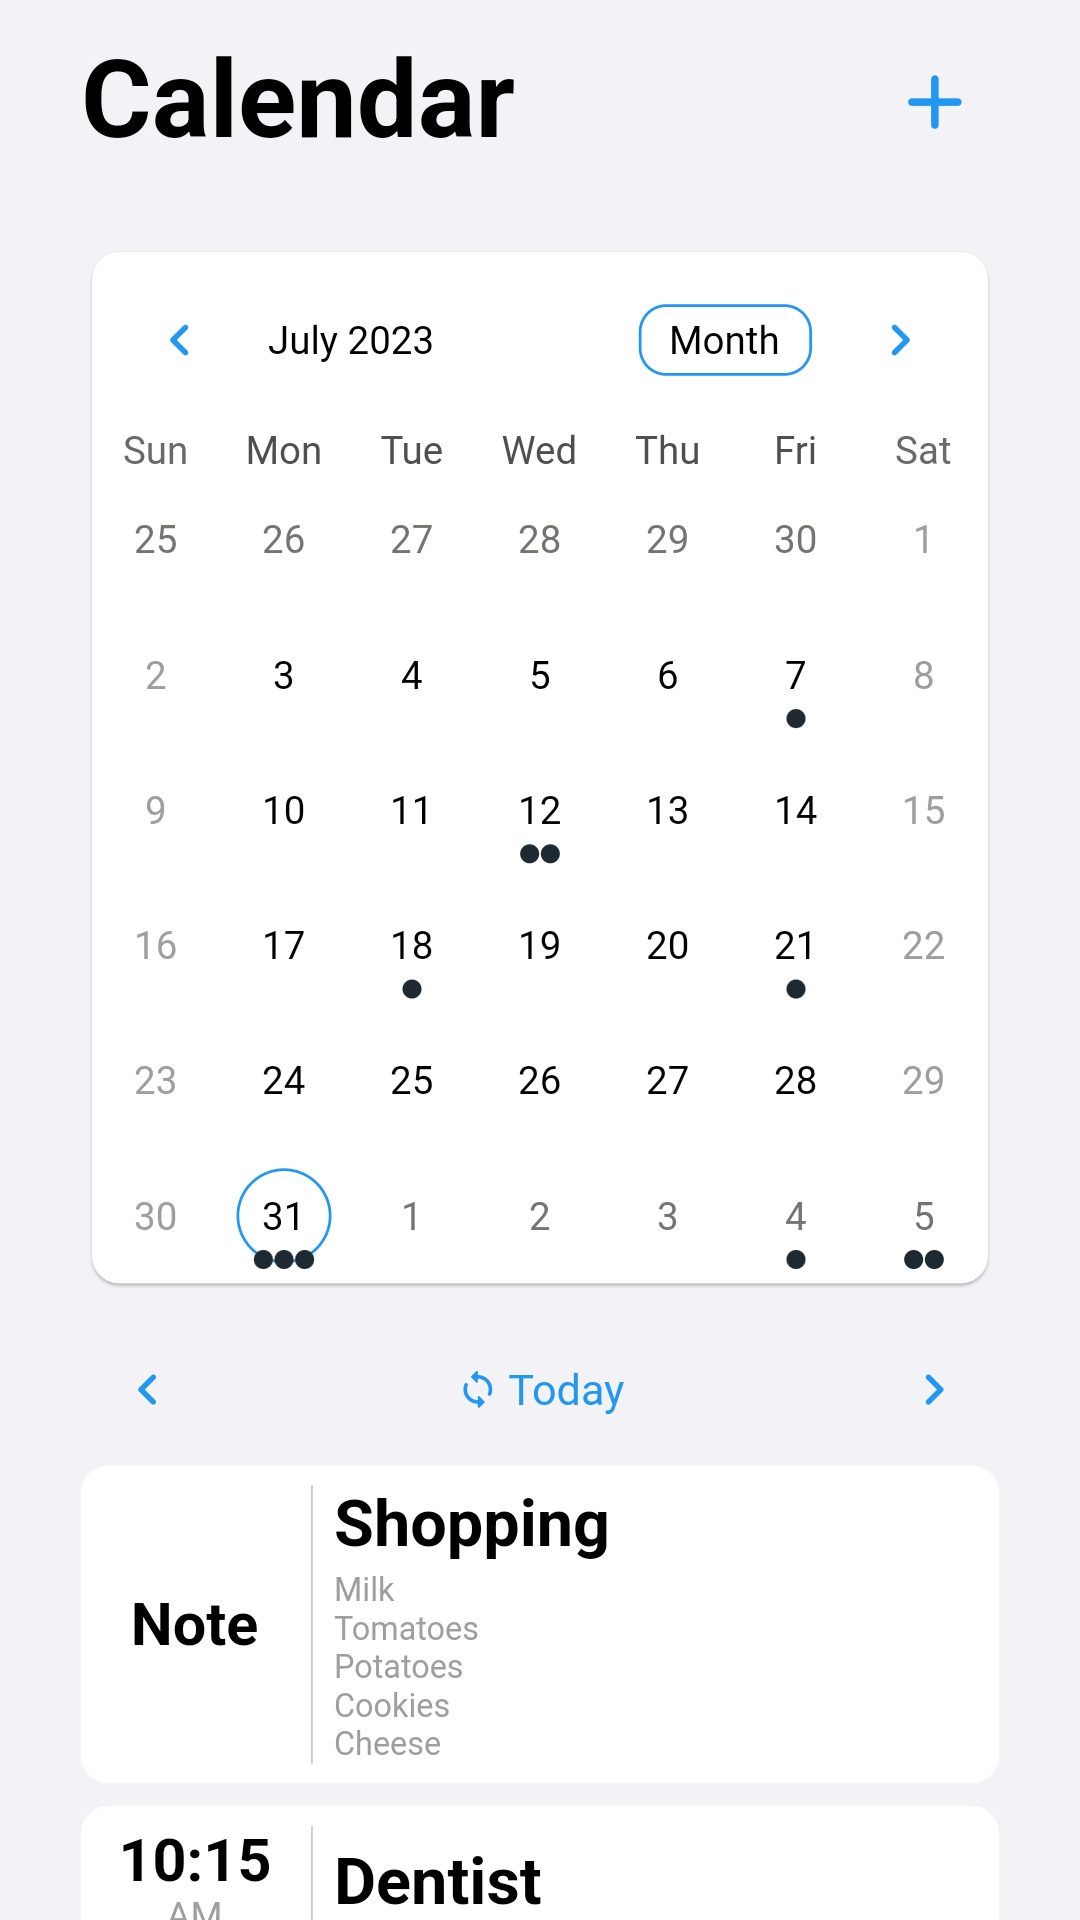 Calendar
July 2023 Month
Sun Mon Tue Wed Thu Fri Sat
25 26 27 28 29 30 1
2 3 4 5 6 7 8
9 10 11 12 13 14 15
16 17 18 19 20 21 22
23 24 25 26 27 28 29
30 31 1 2 3 4 5
Today
Note
Shopping
Milk
Tomatoes
Potatoes
Cookies
Cheese
10:15
AM
Dentist